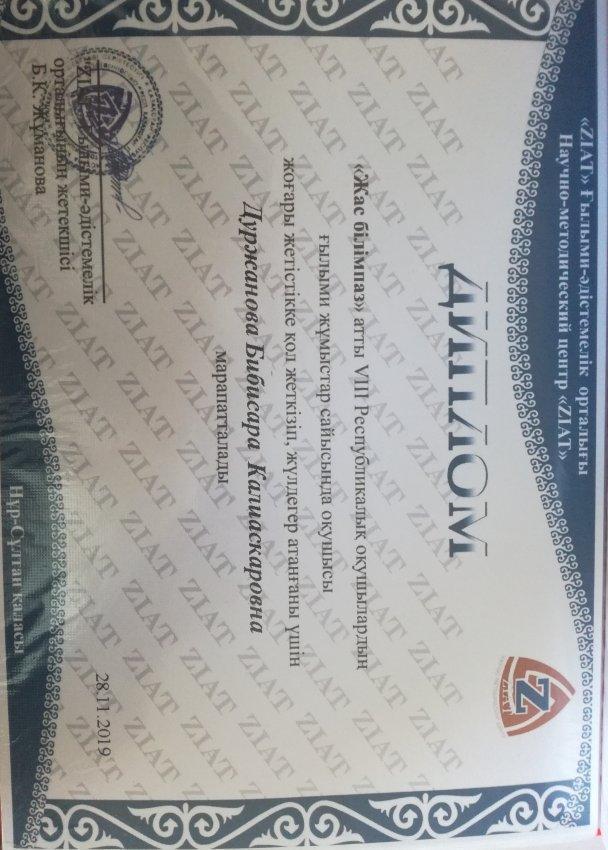 «ZIAT» Ғылыми-әдістемелік орталығы
Научно-методический центр «ZIAT»
ДИПЛОМ
«Жас білімпаз» атты VIII Республикалық оқушылардың
ғылыми жұмыстар сайысында оқушысы
жоғары жетістікке қол жеткізіп, жүлдегер атанғаны үшін
Дуржанова Бибисара Калиаскаровна
марапатталады
ғылыми-әдістемелік
орталығының жетекшісі
Б.К. Жуманова
28.11.2019
Нұр-Сұлтан қаласы